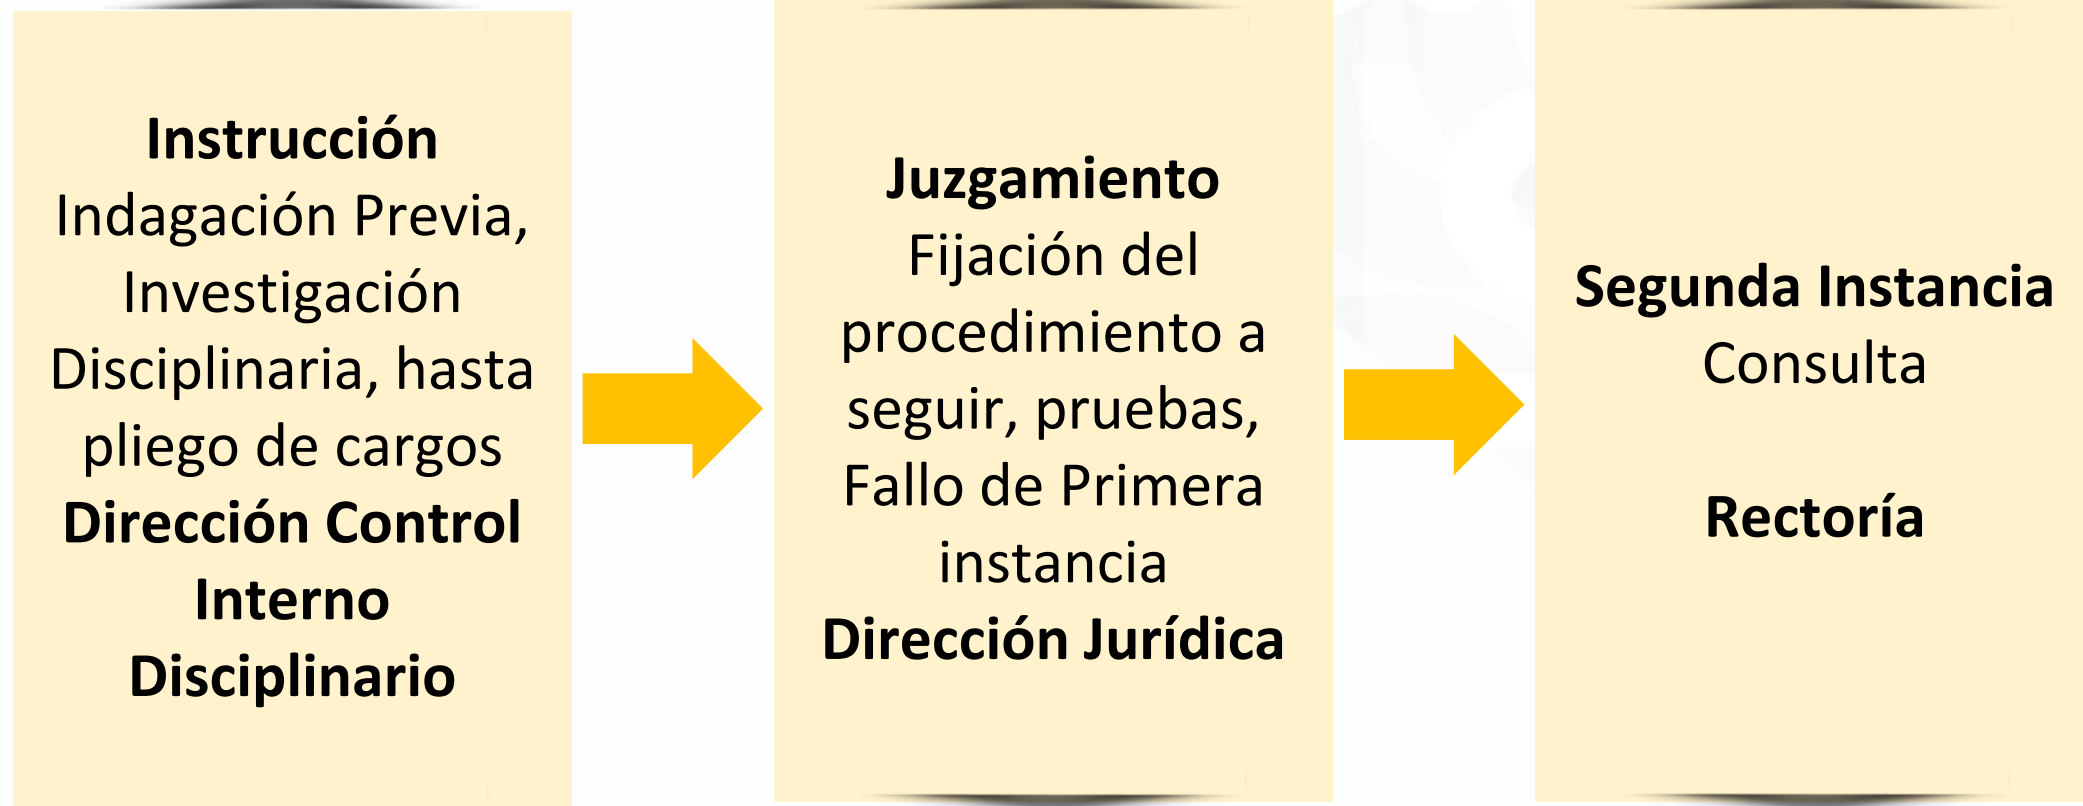 Instrucción
Indagación Previa,
Investigación
Disciplinaria, hasta
pliego de cargos
Dirección Control
Interno
Disciplinario
Juzgamiento
Fijación del
procedimiento a
seguir, pruebas,
Fallo de Primera
instancia
Dirección Jurídica
Segunda Instancia
Consulta
Rectoría